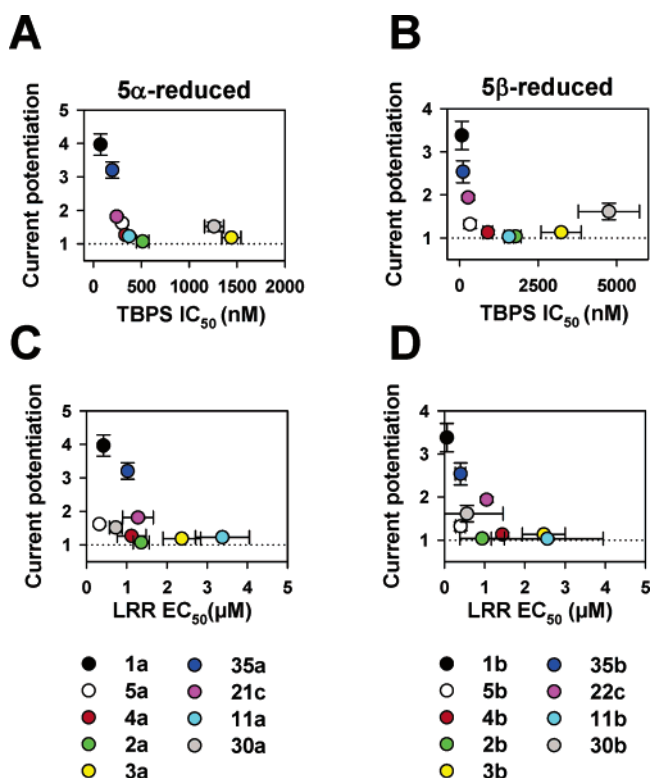 A
5α-reduced
Current potentiation
5
4
3
2
1
0 500 1000 1500 2000
TBPS IC50 (nM)
B
5β-reduced
Current potentiation
4
3
2
1
0 2500 5000
TBPS IC50 (nM)
C
Current potentiation
5
4
3
2
1
0 1 2 3 4 5
LRR EC50(µM)
D
Current potentiation
4
3
2
1
0 1 2 3 4 5
LRR EC50 (µM)
1a 35a
5a 21c
4a 11a
2a 30a
3a
1b 35b
5b 22c
4b 11b
2b 30b
3b